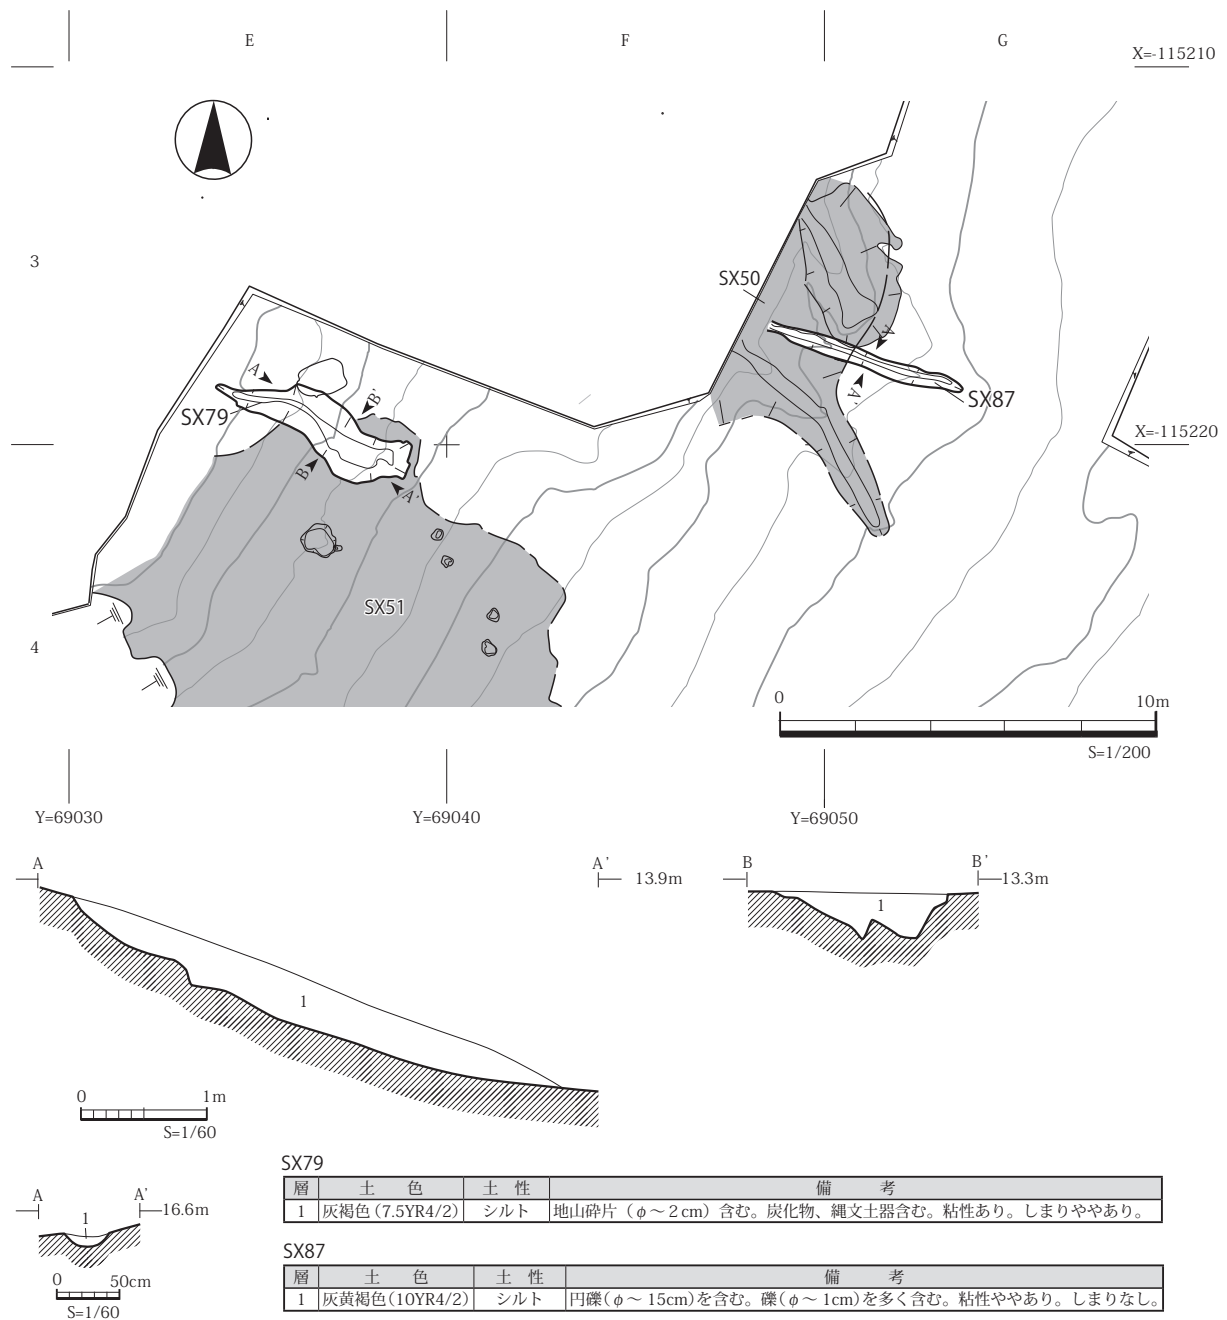 E F G
X=-115210
3
SX50
A
B'
A
SX79
SX87
A'
X=-115220
B
A'
SX51
4
0 10m
S=1/200
Y=69030 Y=69040 Y=69050
A A' 13.9m B B' 13.3m
1
1
0 1m
S=1/60
A A' 16.6m
1
0 50cm
S=1/60
SX79
層 土 色 土 性 備 考
1 灰褐色(7.5YR4/2) シルト 地山砕片(φ〜2cm)含む。炭化物、縄文土器含む。粘性あり。しまりややあり。
SX87
層 土 色 土 性 備 考
1 灰黄褐色(10YR4/2) シルト 円礫(φ〜15cm)を含む。礫(φ〜1cm)を多く含む。粘性ややあり。しまりなし。